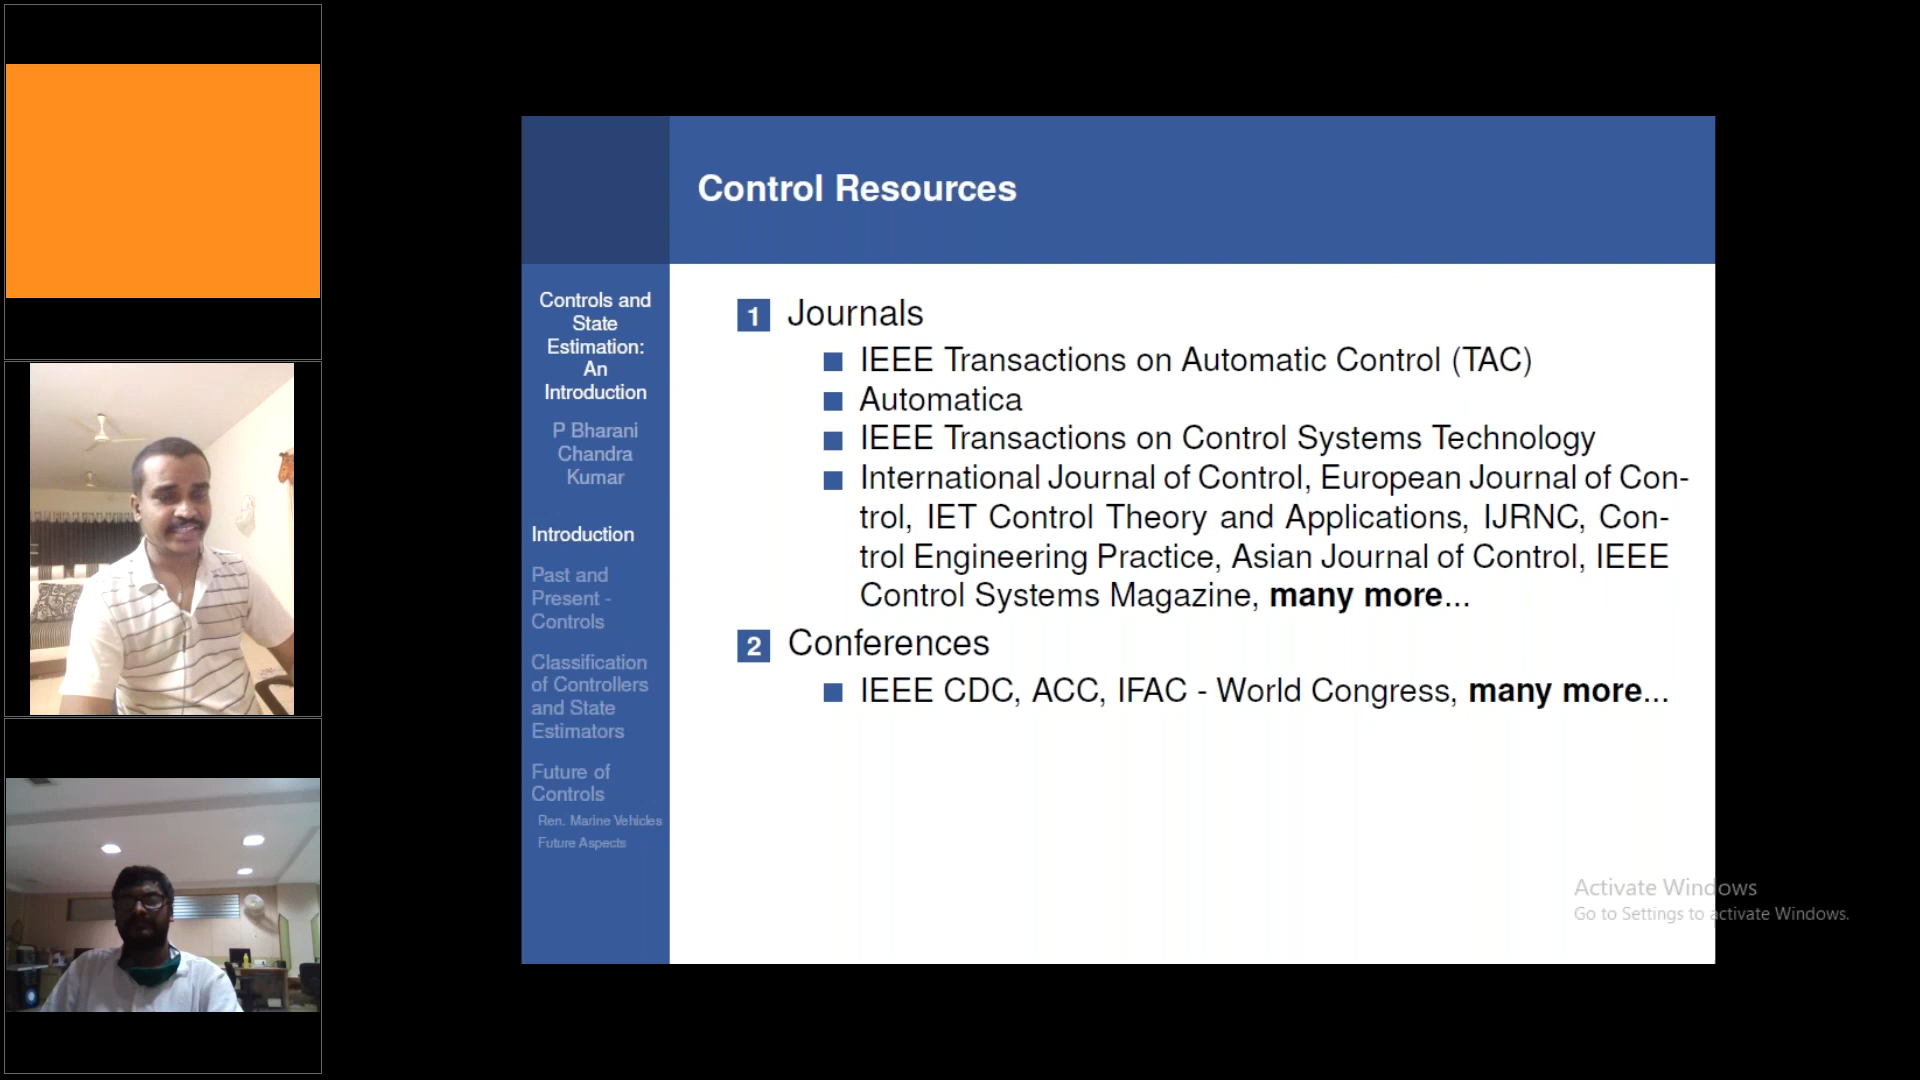 Control Resources
Controls and
State
Estimation:
An
Introduction
P Bharani
Chandra
Kumar
Introduction
Past and
Present -
Controls
Classification
of Controllers
and State
Estimators
Future of
Controls
Ren. Marine Vehicles
Future Aspects
1 Journals
IEEE Transactions on Automatic Control (TAC)
Automatica
IEEE Transactions on Control Systems Technology
International Journal of Control, European Journal of Con-
trol, IET Control Theory and Applications, IJRNC, Con-
trol Engineering Practice, Asian Journal of Control, IEEE
Control Systems Magazine, many more...
2 Conferences
IEEE CDC, ACC, IFAC - World Congress, many more...
Activate Windows
Go to Settings to activate Windows.